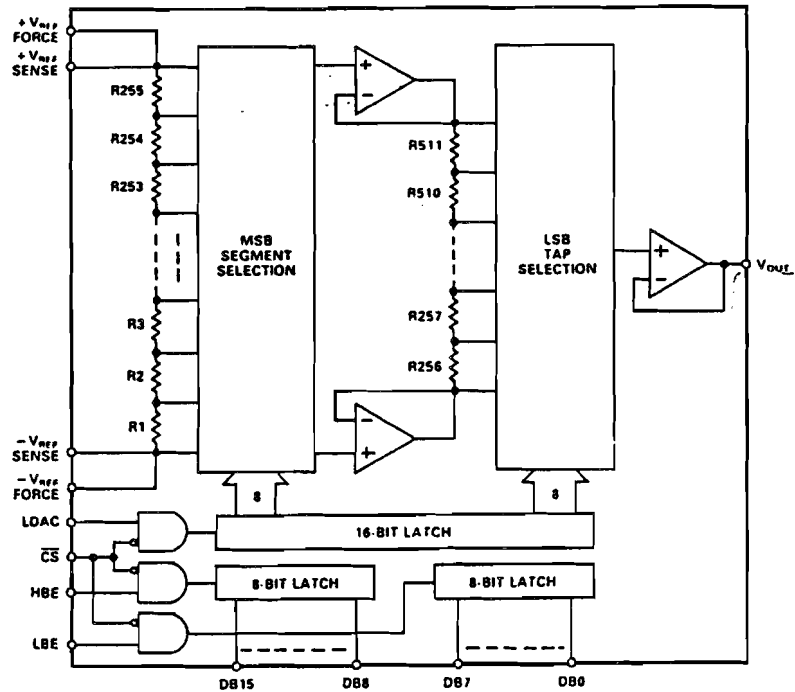 + VREF
FORCE
+ VREF
SENSE
R255
R254
R253
R3
R2
R1
− VREF
SENSE
− VREF
FORCE
MSB
SEGMENT
SELECTION
+
−
−
+
R511
R510
R257
R256
LSB
TAP
SELECTION
+
−
VOUT
8
8
LDAC
CS
HBE
LBE
16-BIT LATCH
8-BIT LATCH
8-BIT LATCH
DB15
DB8
DB7
DB0